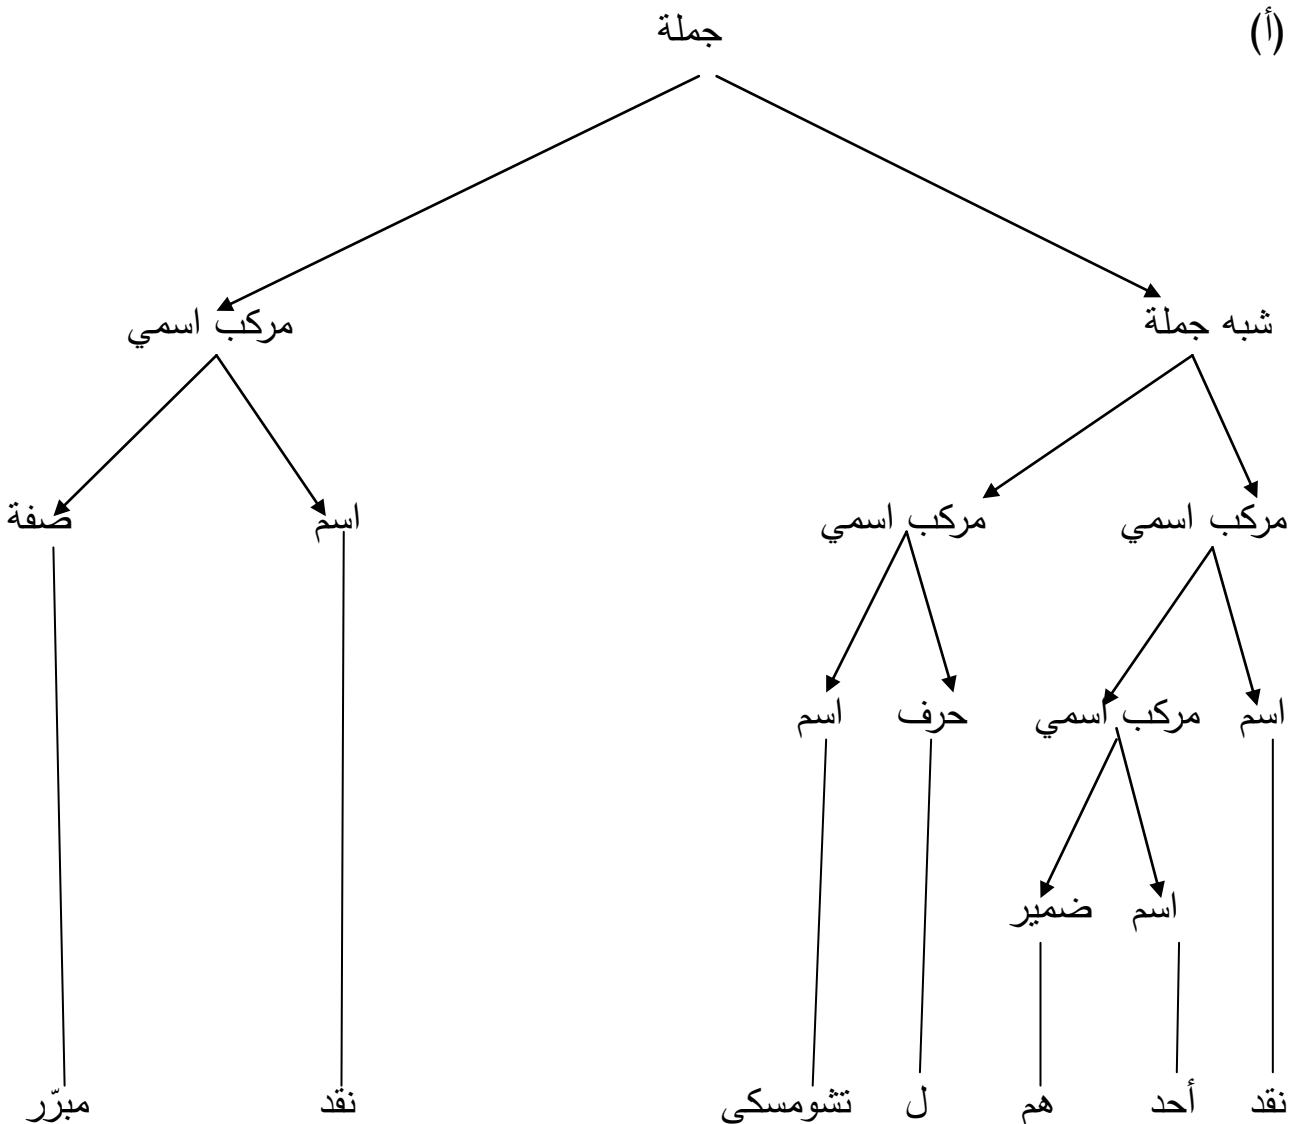 (أ)
جملة
شبه جملة مركب اسمي
مركب اسمي مركب اسمي اسم صفة
اسم مركب اسمي حرف اسم
اسم ضمير
نقد أحد هم ل تشومسكى نقد مبرّر